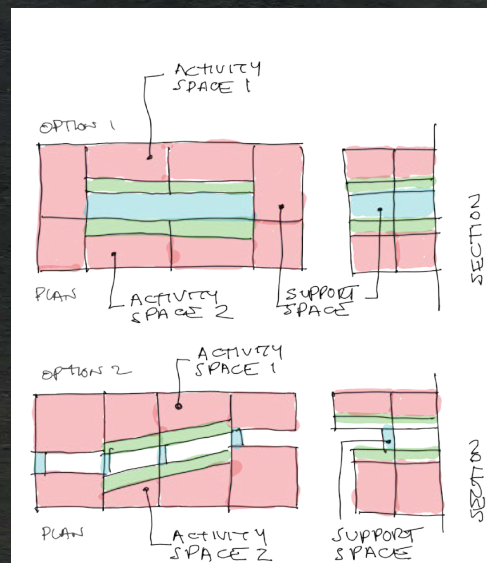 ACTIVITY
SPACE 1
OPTION 1
SECTION
PLAN
ACTIVITY
SPACE 2
SUPPORT
SPACE
ACTIVITY
SPACE 1
OPTION 2
SECTION
PLAN
ACTIVITY
SPACE 2
SUPPORT
SPACE